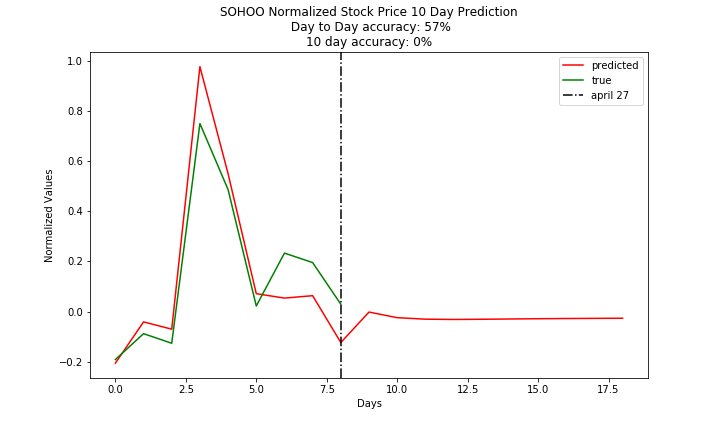 SOHOO Normalized Stock Price 10 Day Prediction
Day to Day accuracy: 57%
10 day accuracy: 0%
predicted
true
april 27
1.0
0.8
0.6
0.4
0.2
0.0
−0.2
Normalized Values
0.0 2.5 5.0 7.5 10.0 12.5 15.0 17.5
Days